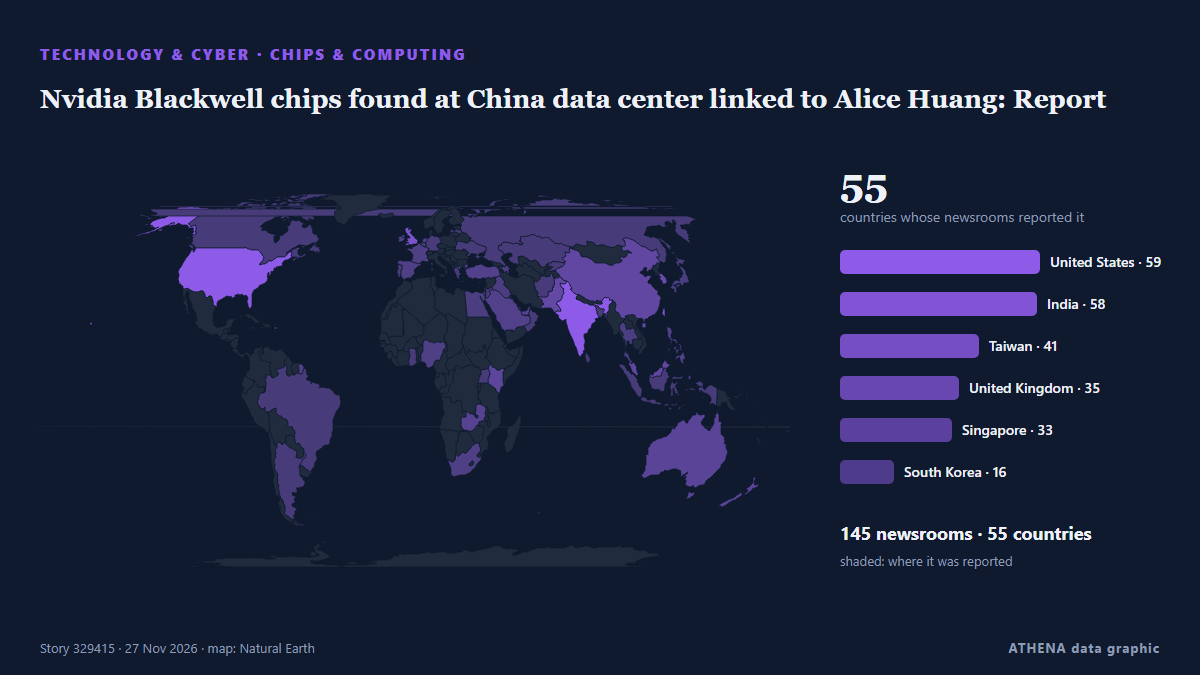 TECHNOLOGY & CYBER · CHIPS & COMPUTING
Nvidia Blackwell chips found at China data center linked to Alice Huang: Report
55
countries whose newsrooms reported it
United States · 59
India · 58
Taiwan · 41
United Kingdom · 35
Singapore · 33
South Korea · 16
145 newsrooms · 55 countries
shaded: where it was reported
Story 329415 · 27 Nov 2026 · map: Natural Earth
ATHENA data graphic